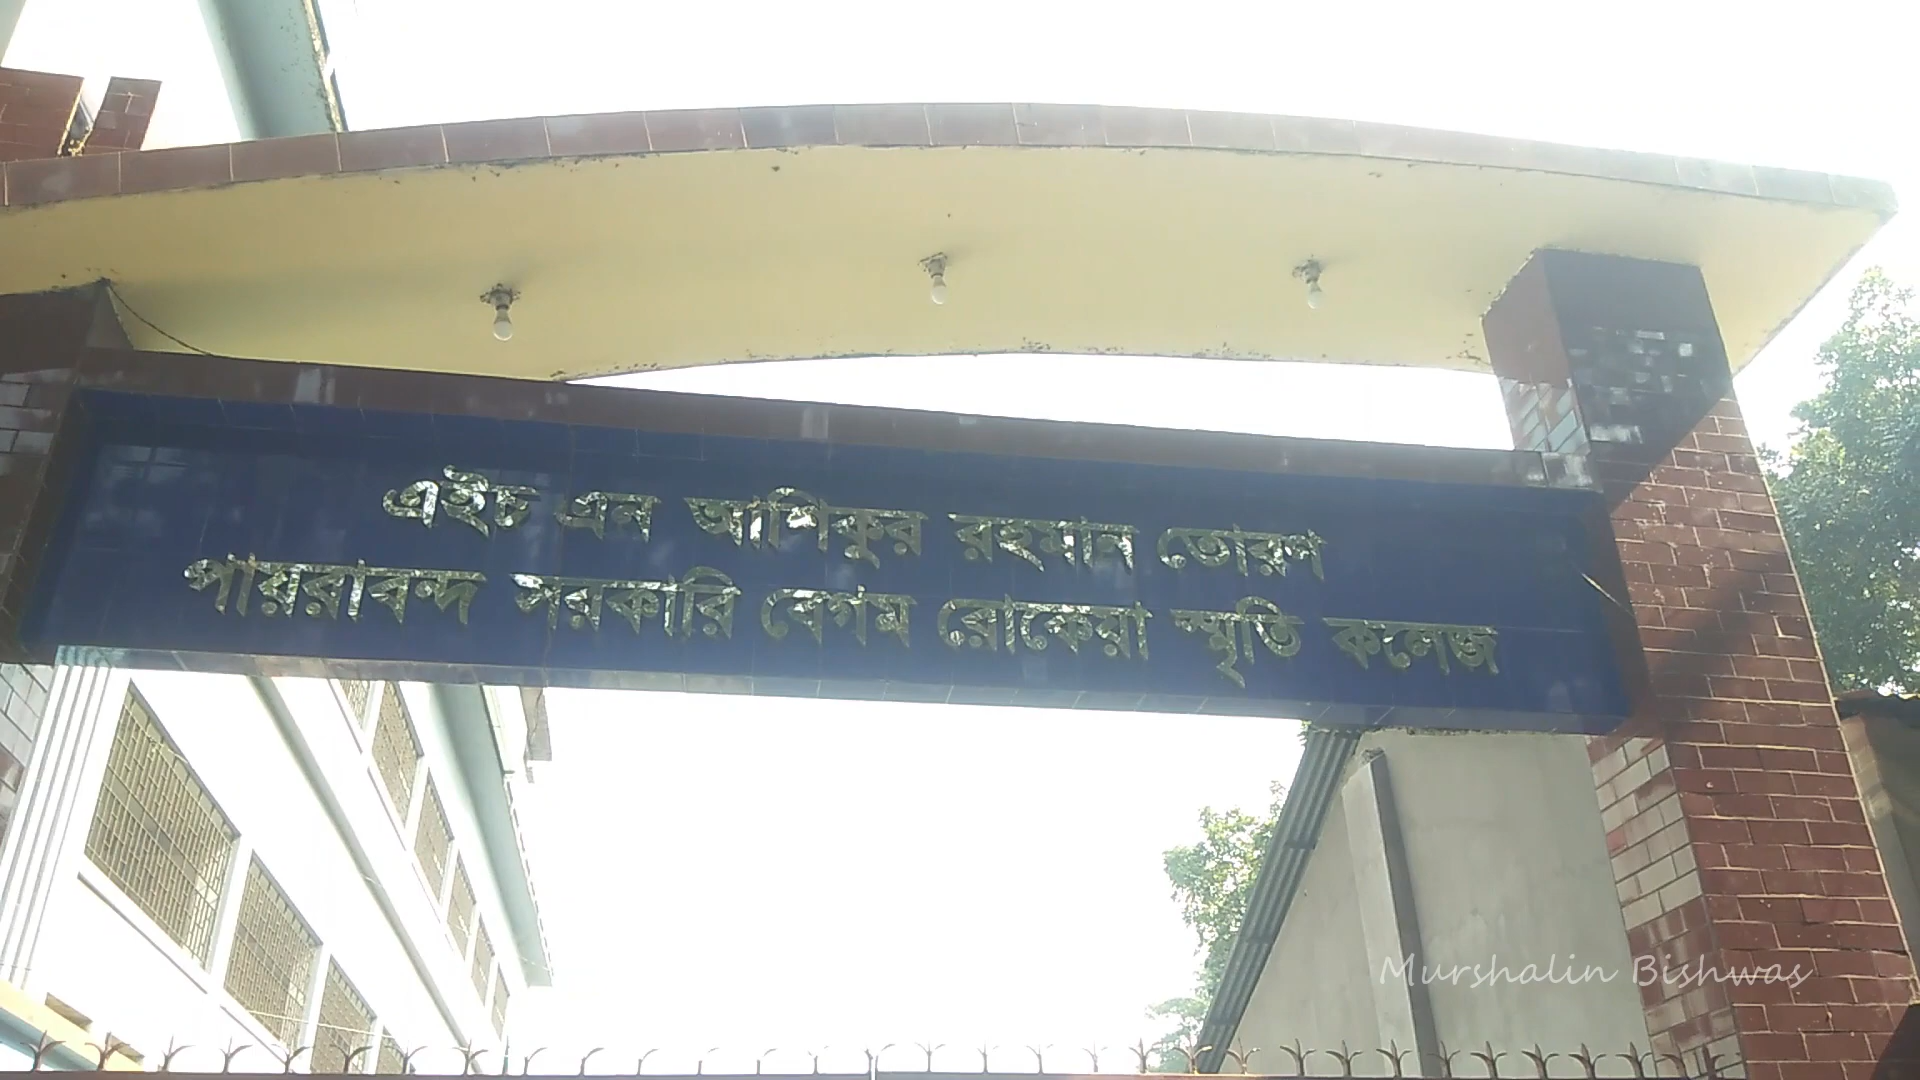 এইচ এন আশিকুর রহমান তোরণ
পায়রাবন্দ সরকারি বেগম রোকেয়া স্মৃতি কলেজ
Murshalin Bishwas